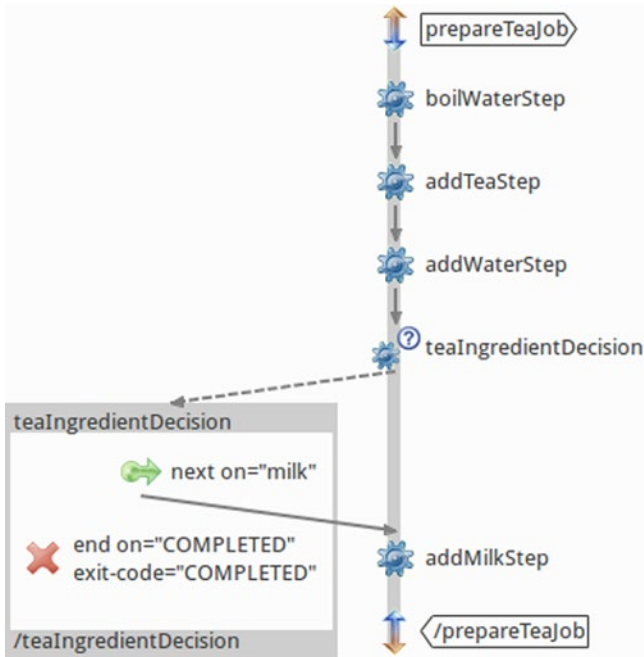 prepareTeaJob
boilWaterStep
addTeaStep
addWaterStep
? teaIngredientDecision
teaIngredientDecision
next on="milk"
end on="COMPLETED"
exit-code="COMPLETED"
/teaIngredientDecision
addMilkStep
/prepareTeaJob